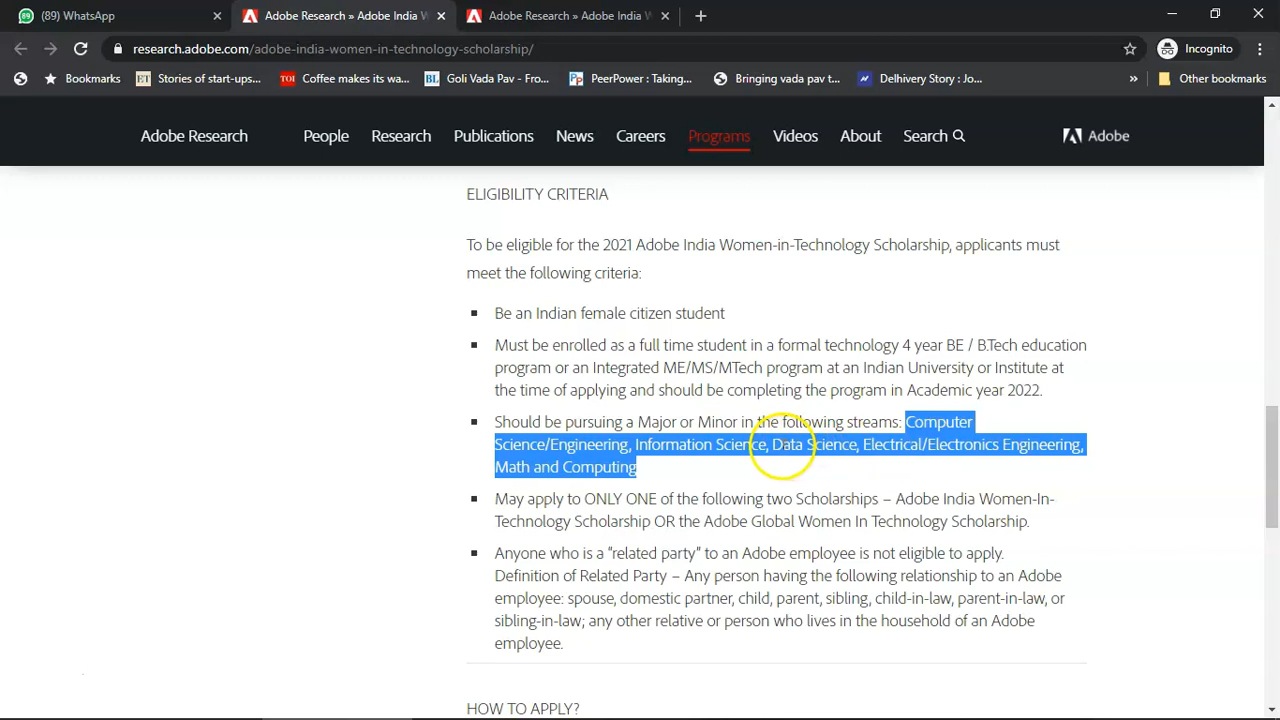 (89) WhatsApp
Adobe Research » Adobe India W
Adobe Research » Adobe India W
research.adobe.com/adobe-india-women-in-technology-scholarship/
Incognito
Bookmarks
ET Stories of start-ups...
TOI Coffee makes its wa...
BL Goli Vada Pav - Fro...
PeerPower : Taking...
Bringing vada pav t...
Delhivery Story : Jo...
»
Other bookmarks
Adobe Research
People
Research
Publications
News
Careers
Programs
Videos
About
Search
Adobe
ELIGIBILITY CRITERIA
To be eligible for the 2021 Adobe India Women-in-Technology Scholarship, applicants must
meet the following criteria:
Be an Indian female citizen student
Must be enrolled as a full time student in a formal technology 4 year BE / B.Tech education
program or an Integrated ME/MS/MTech program at an Indian University or Institute at
the time of applying and should be completing the program in Academic year 2022.
Should be pursuing a Major or Minor in the following streams: Computer
Science/Engineering, Information Science, Data Science, Electrical/Electronics Engineering,
Math and Computing
May apply to ONLY ONE of the following two Scholarships – Adobe India Women-In-
Technology Scholarship OR the Adobe Global Women In Technology Scholarship.
Anyone who is a "related party" to an Adobe employee is not eligible to apply.
Definition of Related Party – Any person having the following relationship to an Adobe
employee: spouse, domestic partner, child, parent, sibling, child-in-law, parent-in-law, or
sibling-in-law; any other relative or person who lives in the household of an Adobe
employee.
HOW TO APPLY?